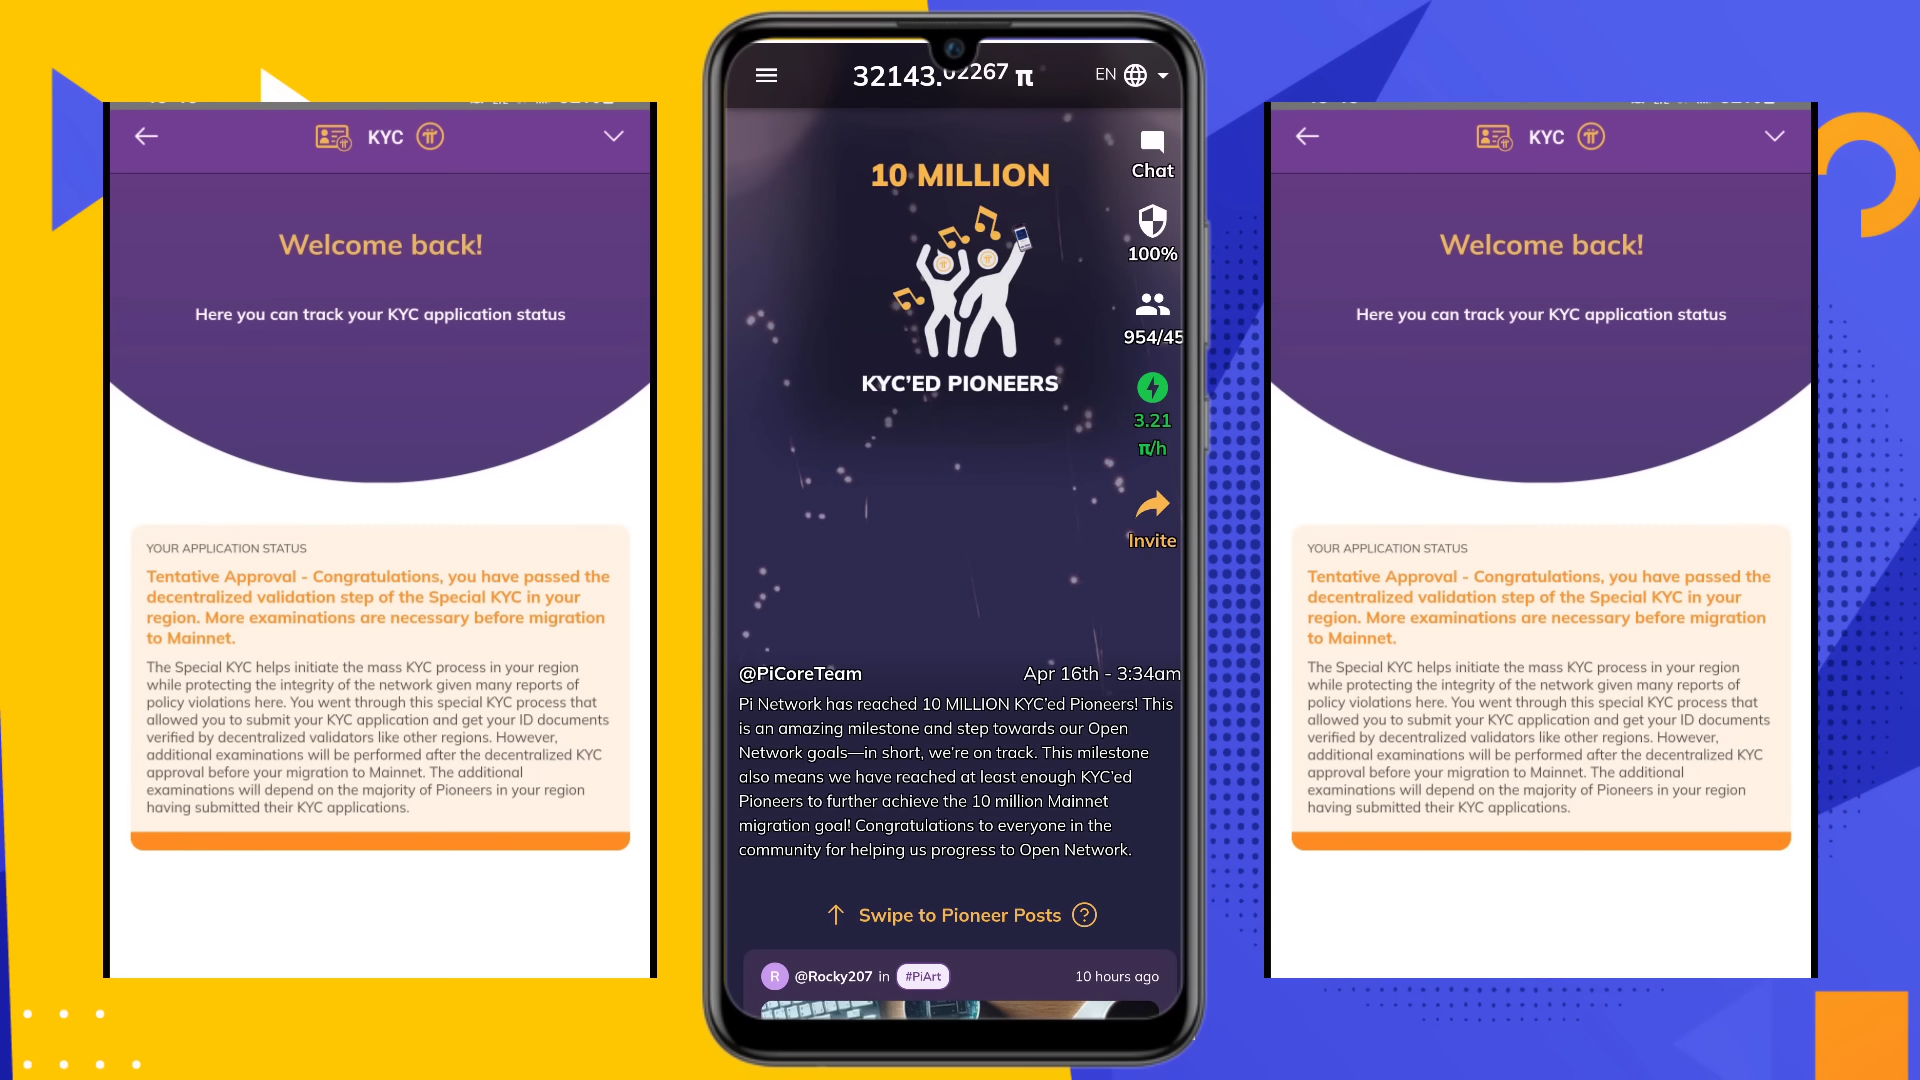 KYC
Welcome back!
Here you can track your KYC application status
YOUR APPLICATION STATUS
Tentative Approval - Congratulations, you have passed the
decentralized validation step of the Special KYC in your
region. More examinations are necessary before migration
to Mainnet.
The Special KYC helps initiate the mass KYC process in your region
while protecting the integrity of the network given many reports of
policy violations here. You went through this special KYC process that
allowed you to submit your KYC application and get your ID documents
verified by decentralized validators like other regions. However,
additional examinations will be performed after the decentralized KYC
approval before your migration to Mainnet. The additional
examinations will depend on the majority of Pioneers in your region
having submitted their KYC applications.
32143.02267 π
EN
10 MILLION
KYC’ED PIONEERS
Chat
100%
954/45
3.21
π/h
Invite
@PiCoreTeam
Apr 16th - 3:34am
Pi Network has reached 10 MILLION KYC’ed Pioneers! This
is an amazing milestone and step towards our Open
Network goals—in short, we’re on track. This milestone
also means we have reached at least enough KYC’ed
Pioneers to further achieve the 10 million Mainnet
migration goal! Congratulations to everyone in the
community for helping us progress to Open Network.
Swipe to Pioneer Posts ?
R @Rocky207 in #PiArt
10 hours ago
KYC
Welcome back!
Here you can track your KYC application status
YOUR APPLICATION STATUS
Tentative Approval - Congratulations, you have passed the
decentralized validation step of the Special KYC in your
region. More examinations are necessary before migration
to Mainnet.
The Special KYC helps initiate the mass KYC process in your region
while protecting the integrity of the network given many reports of
policy violations here. You went through this special KYC process that
allowed you to submit your KYC application and get your ID documents
verified by decentralized validators like other regions. However,
additional examinations will be performed after the decentralized KYC
approval before your migration to Mainnet. The additional
examinations will depend on the majority of Pioneers in your region
having submitted their KYC applications.